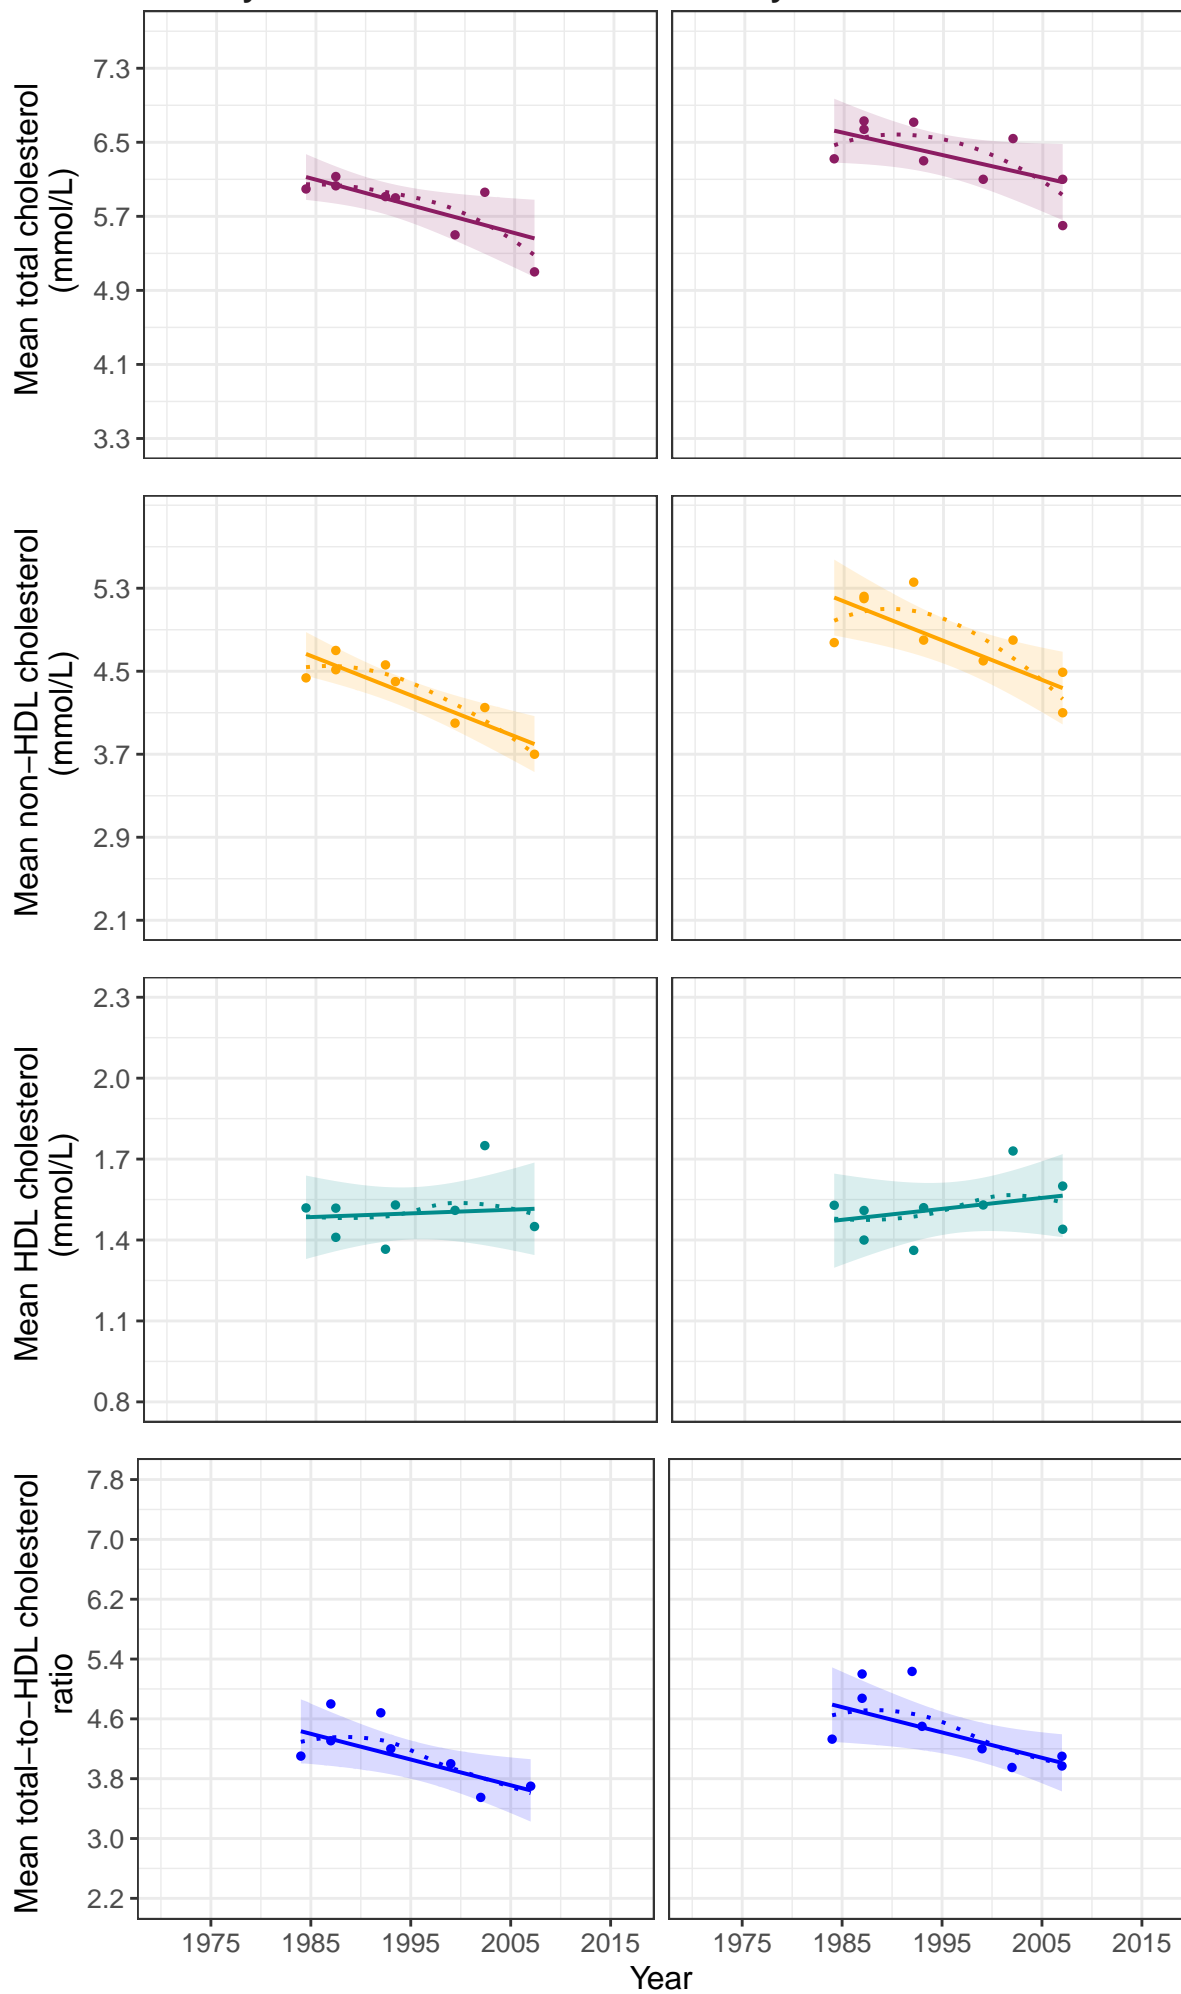 Mean total cholesterol
(mmol/L)
7.3
6.5
5.7
4.9
4.1
3.3
Mean non−HDL cholesterol
(mmol/L)
5.3
4.5
3.7
2.9
2.1
Mean HDL cholesterol
(mmol/L)
2.3
2.0
1.7
1.4
1.1
0.8
Mean total−to−HDL cholesterol
ratio
7.8
7.0
6.2
5.4
4.6
3.8
3.0
2.2
1975 1985 1995 2005 2015 1975 1985 1995 2005 2015
Year